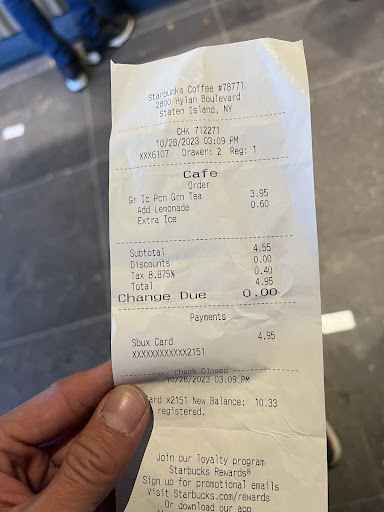 Starbucks Coffee #78771
2800 Hylan Boulevard
Staten Island, NY
CHK 712271
10/28/2023 03:09 PM
XXX6107 Drawer: 2 Reg: 1
Cafe
Order
Gr Ic Pch Grn Tea 3.95
Add Lemonade 0.60
Extra Ice
Subtotal 4.55
Discounts 0.00
Tax 8.875% 0.40
Total 4.95
Change Due 0.00
Payments
Sbux Card 4.95
XXXXXXXXXXXX2151
Check Closed
10/28/2023 03:09 PM
ard x2151 New Balance: 10.33
registered.
Join our loyalty program
Starbucks Rewards®
Sign up for promotional emails
Visit Starbucks.com/rewards
Or download our app